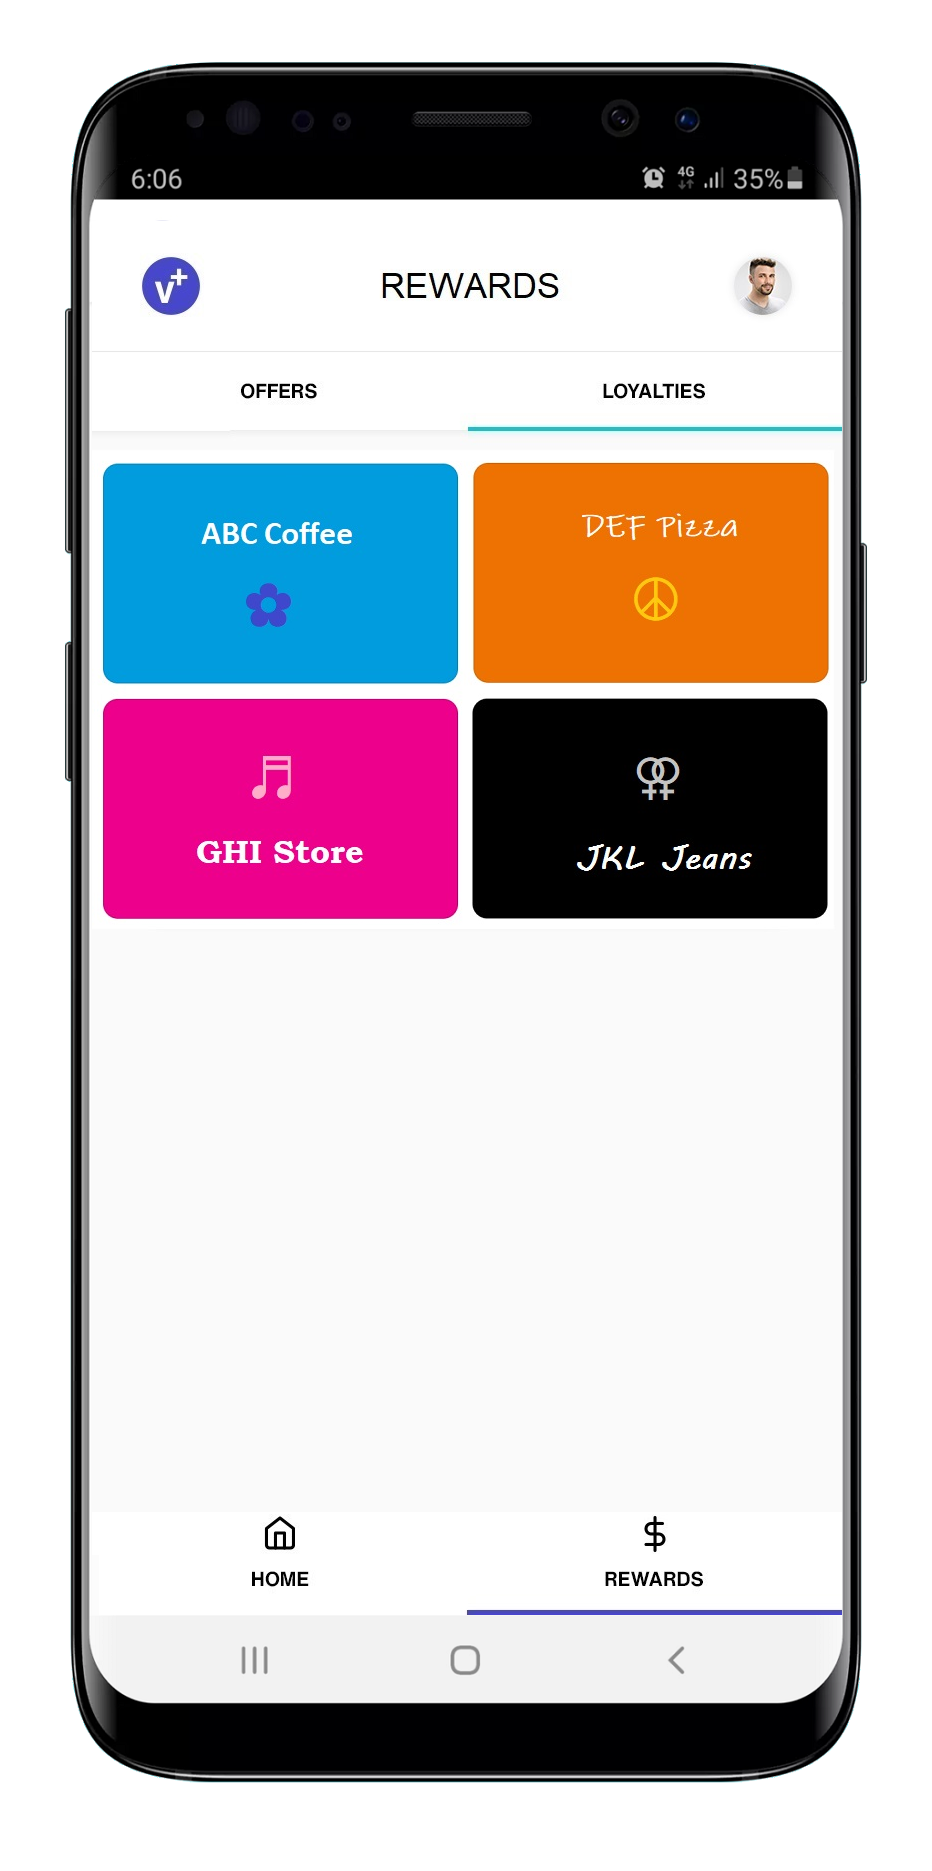 6:06 4G 35%
v+ REWARDS
OFFERS LOYALTIES
ABC Coffee DEF Pizza
GHI Store JKL Jeans
$
HOME REWARDS